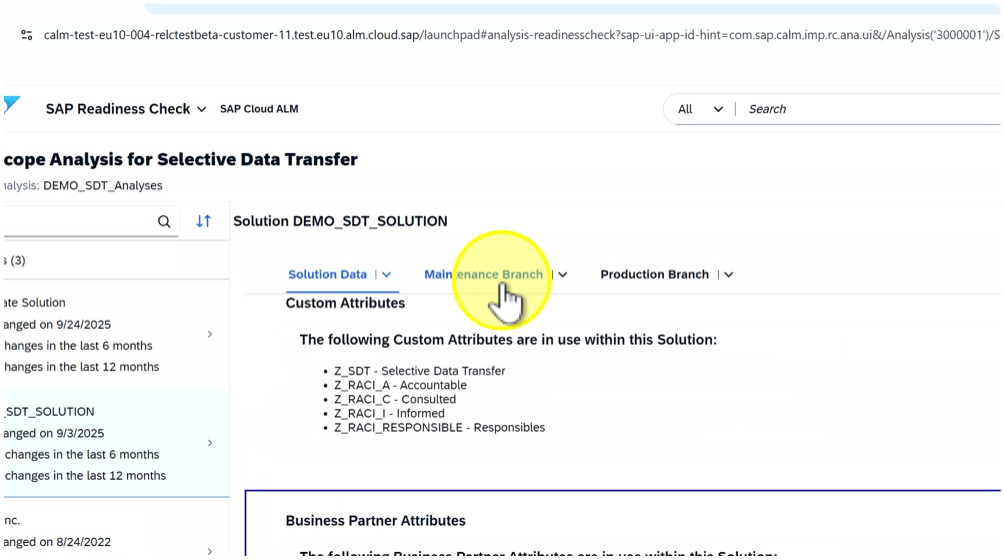 calm-test-eu10-004-relctestbeta-customer-11.test.eu10.alm.cloud.sap/launchpad#analysis-readinesscheck?sap-ui-app-id-hint=com.sap.calm.imp.rc.ana.ui&/Analysis('3000001')/S
SAP Readiness Check SAP Cloud ALM All Search
cope Analysis for Selective Data Transfer
nalysis: DEMO_SDT_Analyses
Solution DEMO_SDT_SOLUTION
s (3)
Solution Data Maintenance Branch Production Branch
Custom Attributes
ate Solution
anged on 9/24/2025
hanges in the last 6 months
hanges in the last 12 months
The following Custom Attributes are in use within this Solution:
• Z_SDT - Selective Data Transfer
• Z_RACI_A - Accountable
• Z_RACI_C - Consulted
• Z_RACI_I - Informed
• Z_RACI_RESPONSIBLE - Responsibles
_SDT_SOLUTION
anged on 9/3/2025
changes in the last 6 months
changes in the last 12 months
nc.
anged on 8/24/2022
Business Partner Attributes
The following Business Partner Attributes are in use within this Solution: